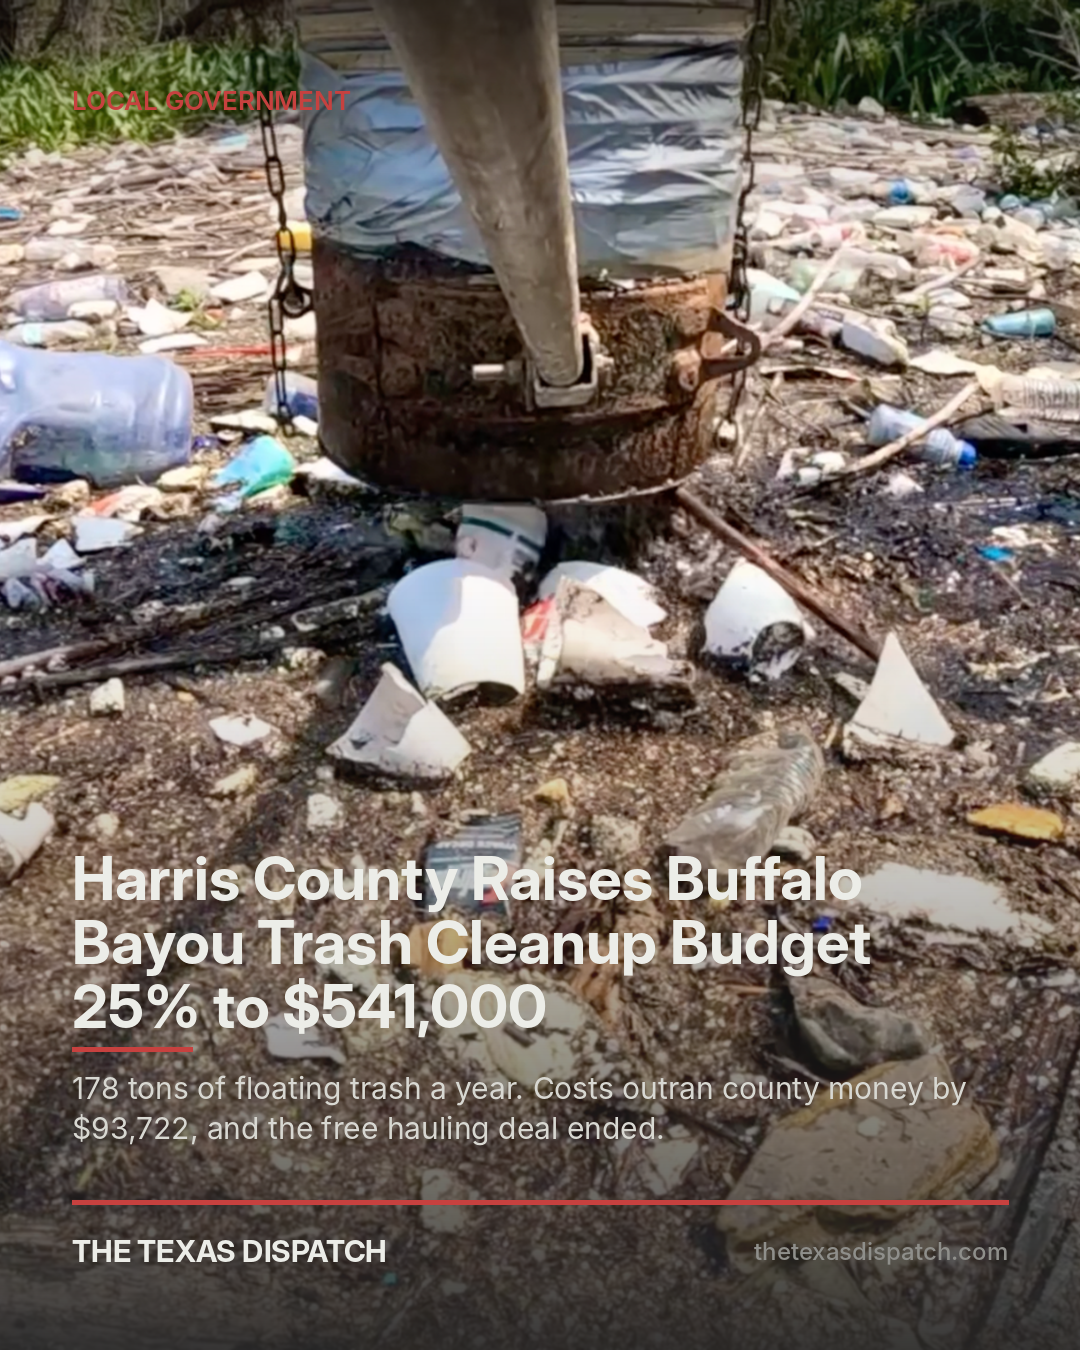 LOCAL GOVERNMENT
Harris County Raises Buffalo
Bayou Trash Cleanup Budget
25% to $541,000
178 tons of floating trash a year. Costs outran county money by
$93,722, and the free hauling deal ended.
THE TEXAS DISPATCH
thetexasdispatch.com